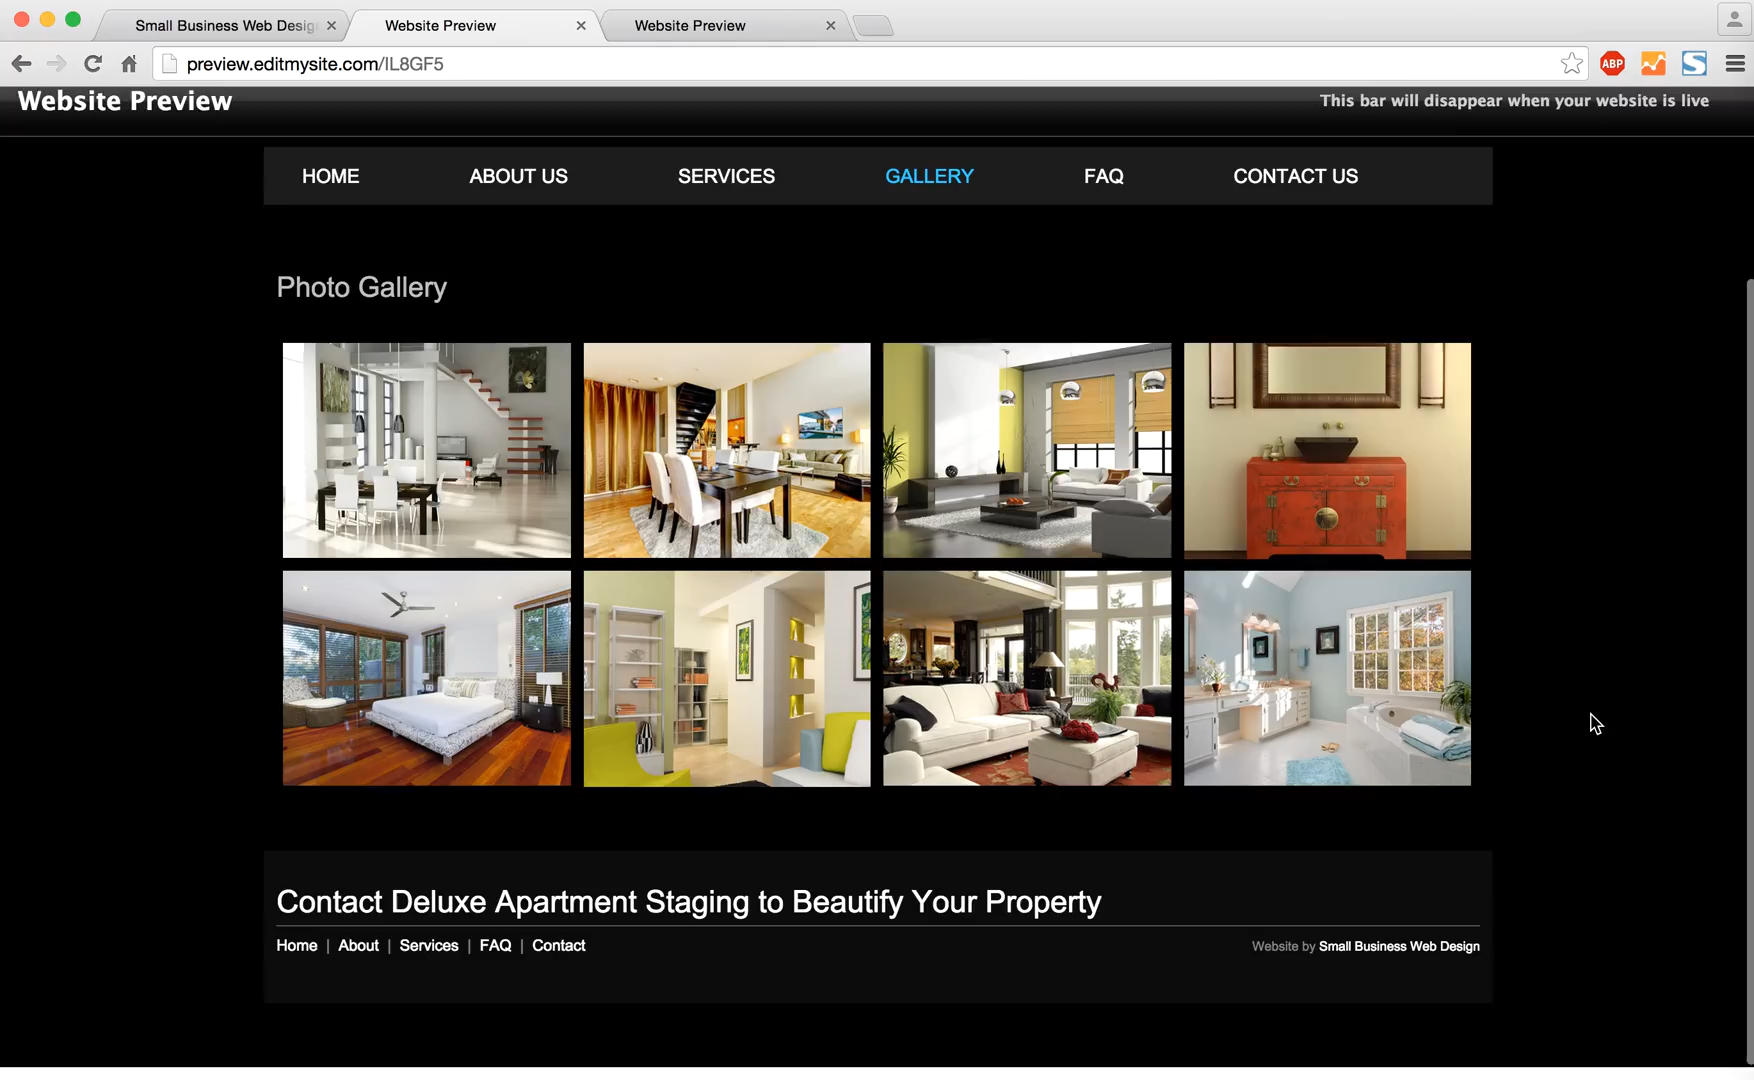 Small Business Web Desig
Website Preview
Website Preview
preview.editmysite.com/IL8GF5
ABP
Website Preview
This bar will disappear when your website is live
HOME ABOUT US SERVICES GALLERY FAQ CONTACT US
Photo Gallery
Contact Deluxe Apartment Staging to Beautify Your Property
Home | About | Services | FAQ | Contact
Website by Small Business Web Design